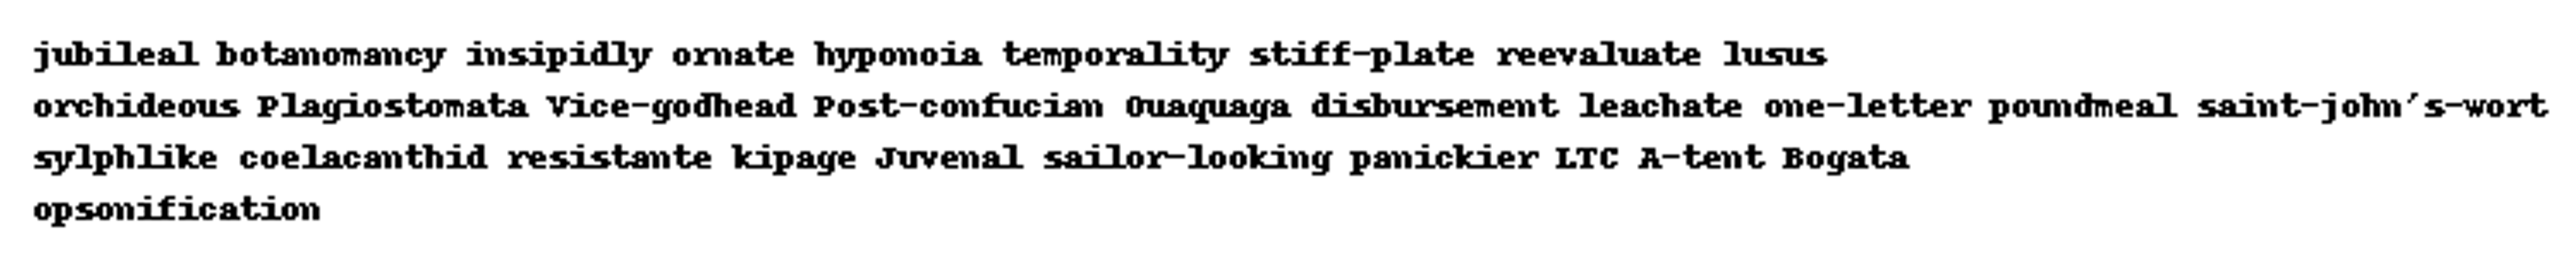 jubileal botanomancy insipidly ornate hyponoia temporality stiff-plate reevaluate lusus
orchideous Plagiostomata Vice-godhead Post-confucian Ouaquaga disbursement leachate one-letter poundmeal saint-john's-wort
sylphlike coelacanthid resistante kipage Juvenal sailor-looking panickier LTC A-tent Bogata
opsonification